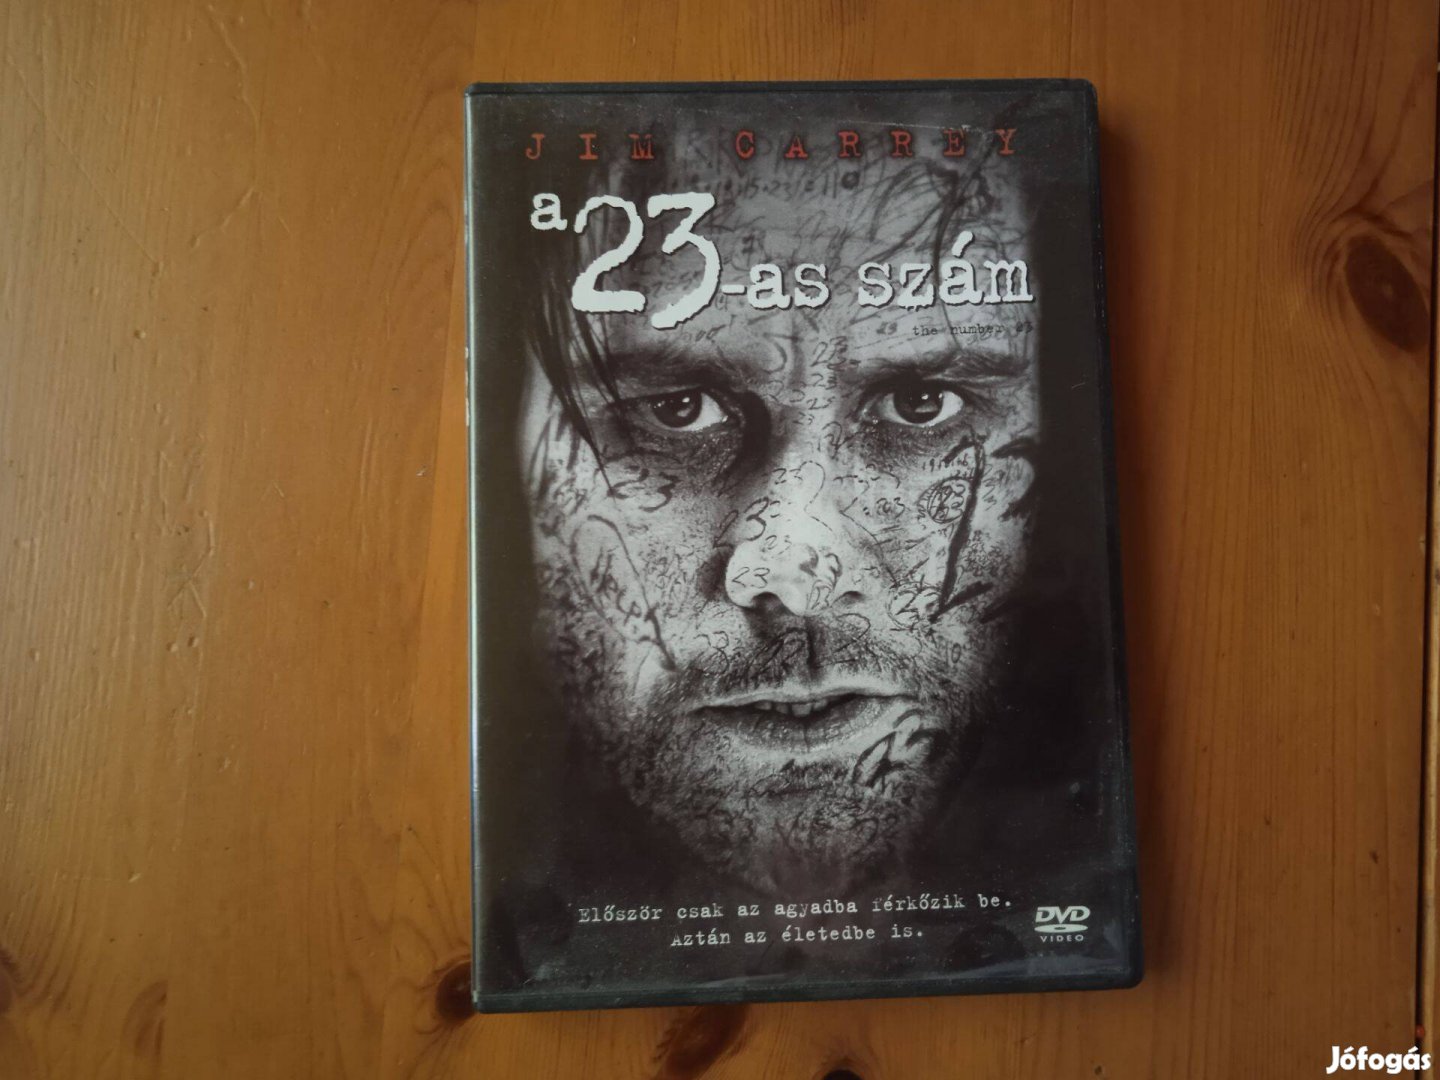 JIM CARREY
a 23-as szám
the number 23
Először csak az agyadba férkőzik be.
Aztán az életedbe is.
DVD
VIDEO
Jófogás